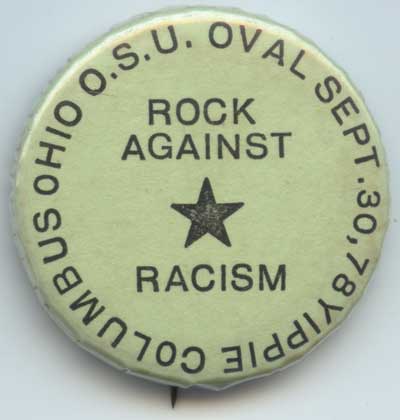 ROCK
AGAINST
RACISM
YIPPIE COLUMBUS OHIO O.S.U. OVAL SEPT.30,78